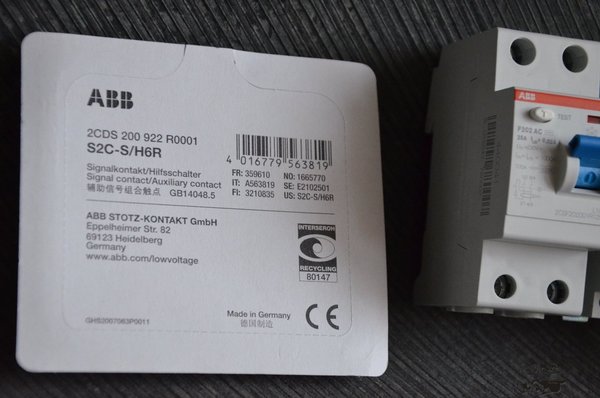 ABB
2CDS 200 922 R0001
S2C-S/H6R
Signalkontakt/Hilfsschalter
Signal contact/Auxiliary contact
辅助信号组合触点 GB14048.5
4 016779 563819
FR: 359610 NO: 1665770
IT: A563819 SE: E2102501
FI: 3210835 US: S2C-S/H6R
ABB STOTZ-KONTAKT GmbH
Eppelheimer Str. 82
69123 Heidelberg
Germany
www.abb.com/lowvoltage
INTERSEROH
RECYCLING
80147
GHS2007063P0011
Made in Germany
德国制造
CE
ABB
TEST
F202 AC